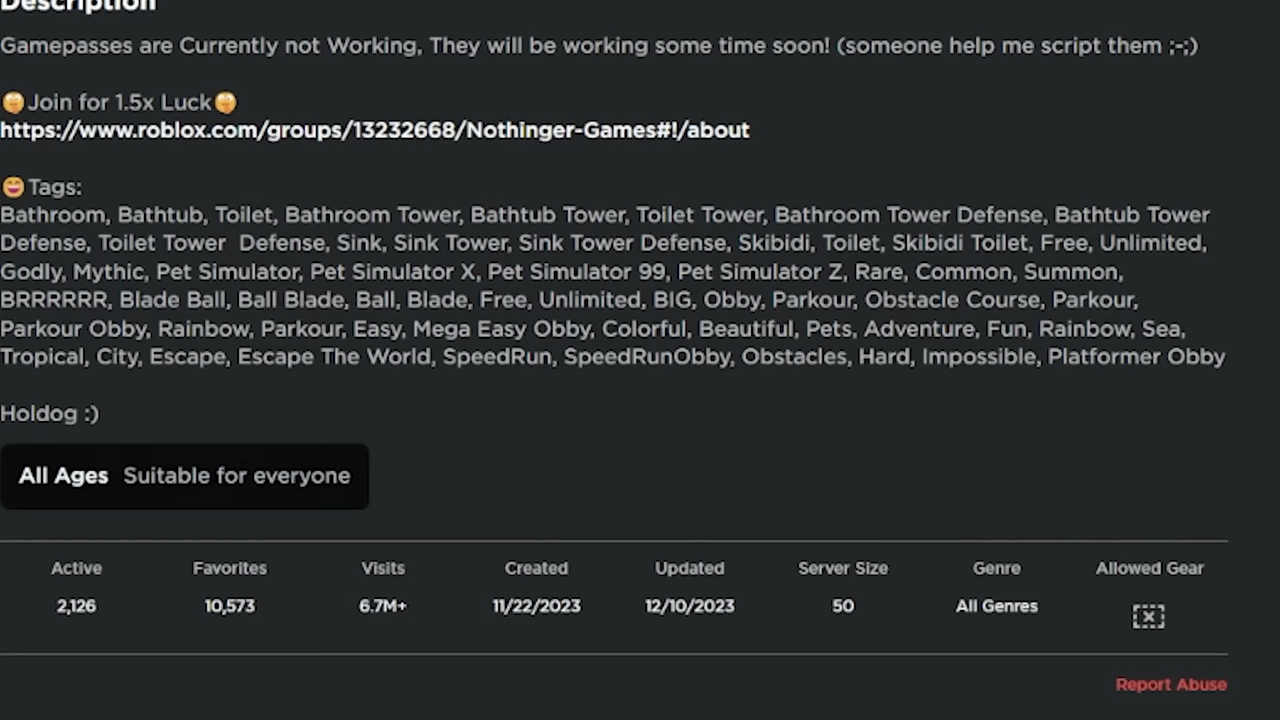 Description
Gamepasses are Currently not Working, They will be working some time soon! (someone help me script them ;-;)
🤫Join for 1.5x Luck🤫
https://www.roblox.com/groups/13232668/Nothinger-Games#!/about
😄Tags:
Bathroom, Bathtub, Toilet, Bathroom Tower, Bathtub Tower, Toilet Tower, Bathroom Tower Defense, Bathtub Tower
Defense, Toilet Tower  Defense, Sink, Sink Tower, Sink Tower Defense, Skibidi, Toilet, Skibidi Toilet, Free, Unlimited,
Godly, Mythic, Pet Simulator, Pet Simulator X, Pet Simulator 99, Pet Simulator Z, Rare, Common, Summon,
BRRRRRR, Blade Ball, Ball Blade, Ball, Blade, Free, Unlimited, BIG, Obby, Parkour, Obstacle Course, Parkour,
Parkour Obby, Rainbow, Parkour, Easy, Mega Easy Obby, Colorful, Beautiful, Pets, Adventure, Fun, Rainbow, Sea,
Tropical, City, Escape, Escape The World, SpeedRun, SpeedRunObby, Obstacles, Hard, Impossible, Platformer Obby
Holdog :)
All Ages Suitable for everyone
Active Favorites Visits Created Updated Server Size Genre Allowed Gear
2,126 10,573 6.7M+ 11/22/2023 12/10/2023 50 All Genres
Report Abuse